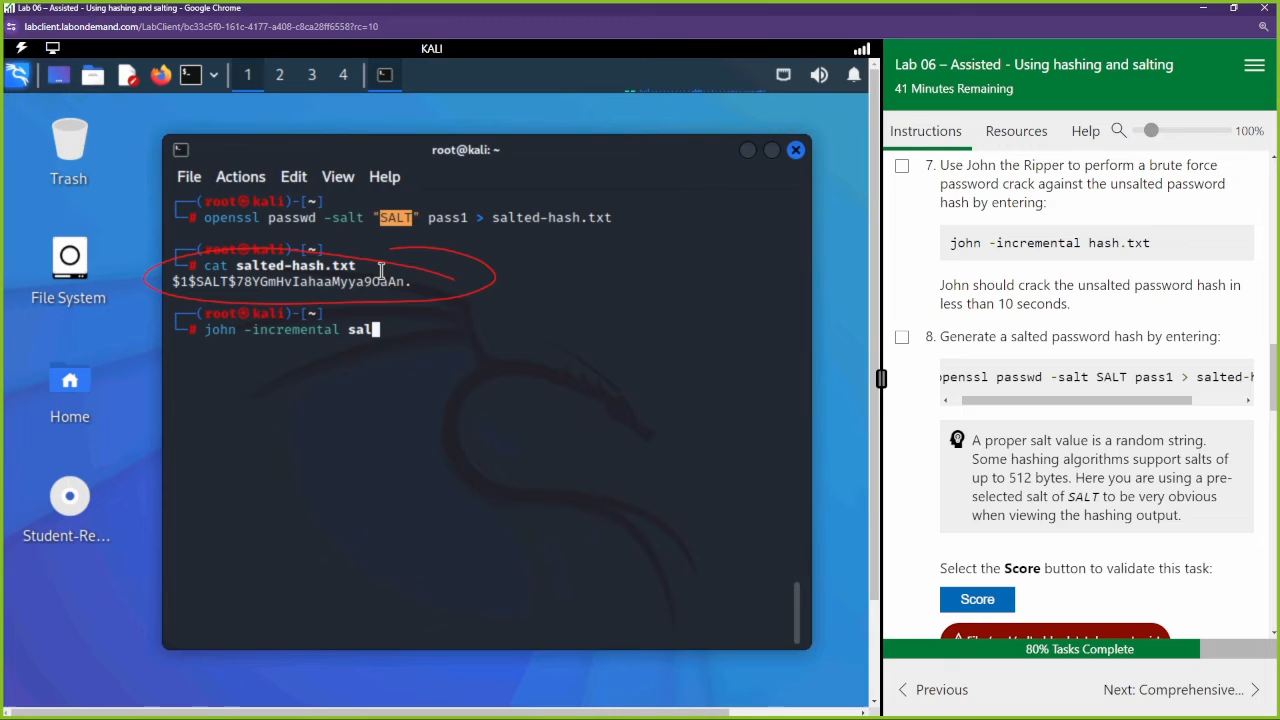 Lab 06 – Assisted - Using hashing and salting - Google Chrome
labclient.labondemand.com/LabClient/bc33c5f0-161c-4177-a408-c8ca28ff6558?rc=10
KALI
1 2 3 4
Trash
File System
Home
Student-Re...
root@kali: ~
File Actions Edit View Help
(root㉿kali)-[~]
# openssl passwd -salt "SALT" pass1 > salted-hash.txt
(root㉿kali)-[~]
# cat salted-hash.txt
$1$SALT$78YGmHvIahaaMyya9OaAn.
(root㉿kali)-[~]
# john -incremental sal
Lab 06 – Assisted - Using hashing and salting
41 Minutes Remaining
Instructions Resources Help 100%
7. Use John the Ripper to perform a brute force
password crack against the unsalted password
hash by entering:
john -incremental hash.txt
John should crack the unsalted password hash in
less than 10 seconds.
8. Generate a salted password hash by entering:
openssl passwd -salt SALT pass1 > salted-h
A proper salt value is a random string.
Some hashing algorithms support salts of
up to 512 bytes. Here you are using a pre-
selected salt of SALT to be very obvious
when viewing the hashing output.
Select the Score button to validate this task:
Score
80% Tasks Complete
Previous Next: Comprehensive...